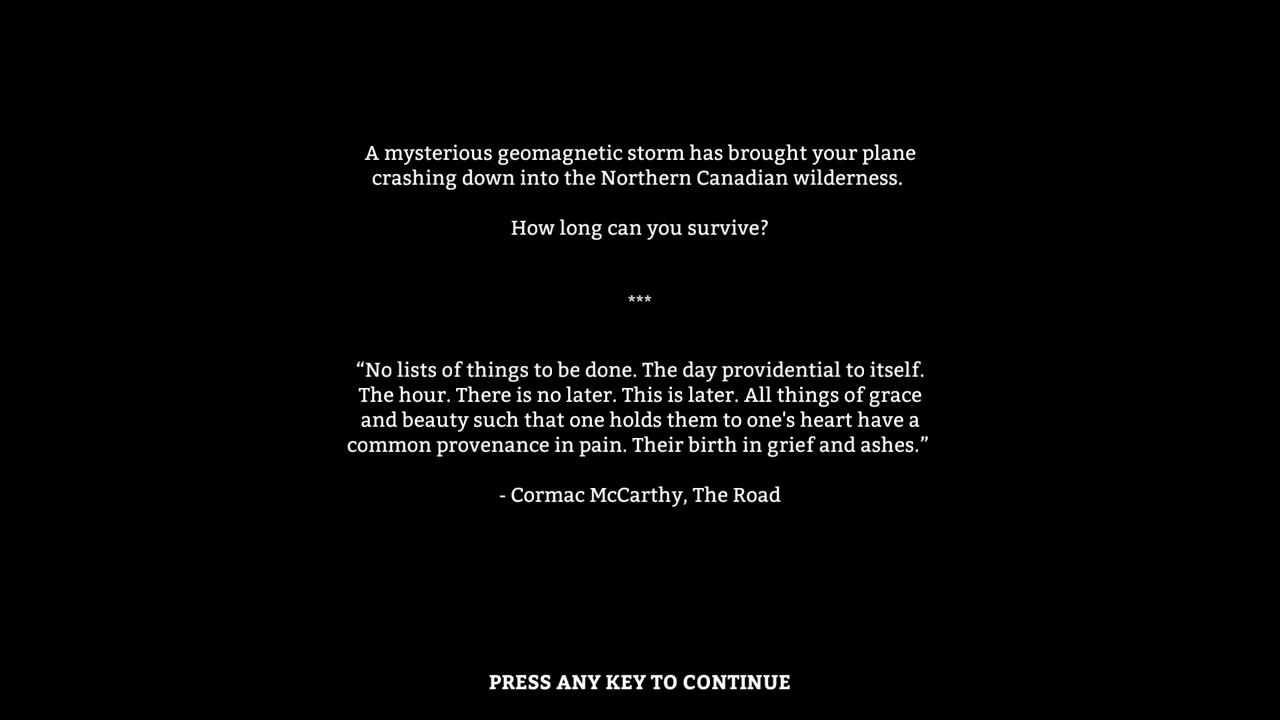 A mysterious geomagnetic storm has brought your plane
crashing down into the Northern Canadian wilderness.
How long can you survive?
***
“No lists of things to be done. The day providential to itself.
The hour. There is no later. This is later. All things of grace
and beauty such that one holds them to one's heart have a
common provenance in pain. Their birth in grief and ashes.”
- Cormac McCarthy, The Road
PRESS ANY KEY TO CONTINUE